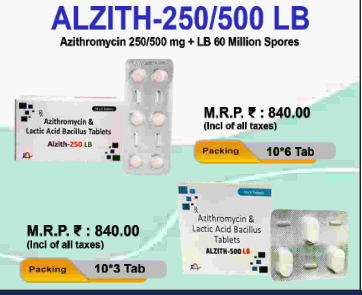 ALZITH-250/500 LB
Azithromycin 250/500 mg + LB 60 Million Spores
Azithromycin &
Lactic Acid Bacillus Tablets
Alzith-250 LB
M.R.P. ₹ : 840.00
(Incl of all taxes)
Packing 10*6 Tab
Azithromycin &
Lactic Acid Bacillus
Tablets
ALZITH-500 LB
M.R.P. ₹ : 840.00
(Incl of all taxes)
Packing 10*3 Tab